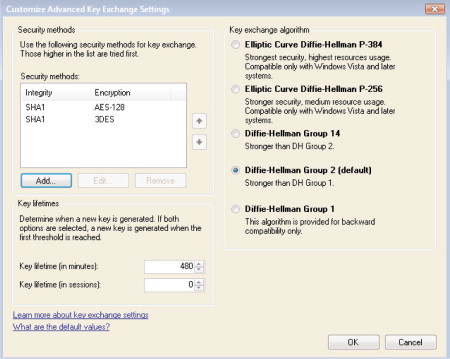 Customize Advanced Key Exchange Settings
Security methods
Use the following security methods for key exchange.
Those higher in the list are tried first.
Security methods:
Integrity Encryption
SHA1 AES-128
SHA1 3DES
Add... Edit... Remove
Key lifetimes
Determine when a new key is generated. If both
options are selected, a new key is generated when the
first threshold is reached.
Key lifetime (in minutes): 480
Key lifetime (in sessions): 0
Learn more about key exchange settings
What are the default values?
Key exchange algorithm
Elliptic Curve Diffie-Hellman P-384
Strongest security, highest resources usage.
Compatible only with Windows Vista and later
systems.
Elliptic Curve Diffie-Hellman P-256
Stronger security, medium resource usage.
Compatible only with Windows Vista and later
systems.
Diffie-Hellman Group 14
Stronger than DH Group 2.
Diffie-Hellman Group 2 (default)
Stronger than DH Group 1.
Diffie-Hellman Group 1
This algorithm is provided for backward
compatibility only.
OK Cancel